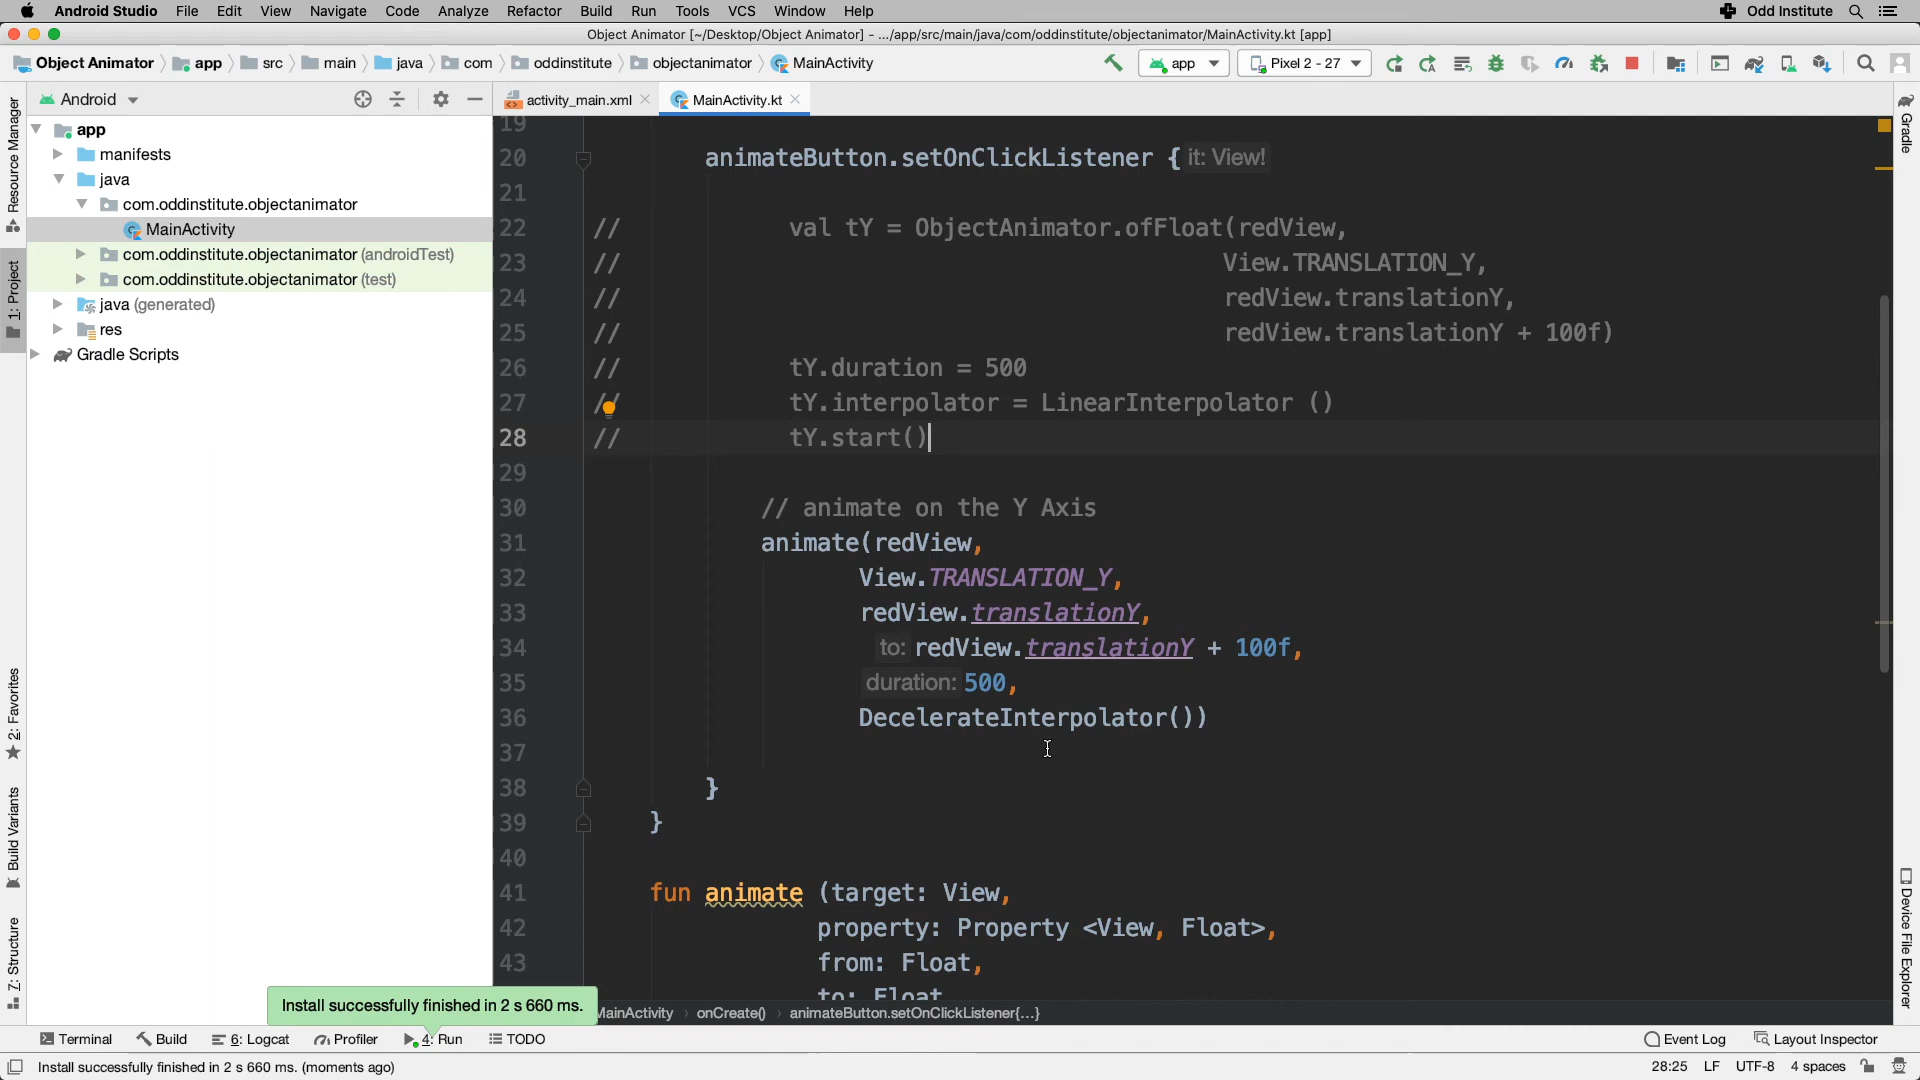 Android Studio File Edit View Navigate Code Analyze Refactor Build Run Tools VCS Window Help Odd Institute
Object Animator [~/Desktop/Object Animator] - .../app/src/main/java/com/oddinstitute/objectanimator/MainActivity.kt [app]
Object Animator app src main java com oddinstitute objectanimator MainActivity app Pixel 2 - 27
Android
activity_main.xml MainActivity.kt
Resource Manager
1: Project
2: Favorites
Build Variants
7: Structure
app
manifests
java
com.oddinstitute.objectanimator
MainActivity
com.oddinstitute.objectanimator (androidTest)
com.oddinstitute.objectanimator (test)
java (generated)
res
Gradle Scripts
19
20 animateButton.setOnClickListener { it: View!
21
22 // val tY = ObjectAnimator.ofFloat(redView,
23 // View.TRANSLATION_Y,
24 // redView.translationY,
25 // redView.translationY + 100f)
26 // tY.duration = 500
27 // tY.interpolator = LinearInterpolator ()
28 // tY.start()
29
30 // animate on the Y Axis
31 animate(redView,
32 View.TRANSLATION_Y,
33 redView.translationY,
34 to: redView.translationY + 100f,
35 duration: 500,
36 DecelerateInterpolator())
37
38 }
39 }
40
41 fun animate (target: View,
42 property: Property <View, Float>,
43 from: Float,
to: Float
Gradle
Device File Explorer
Install successfully finished in 2 s 660 ms.
MainActivity onCreate() animateButton.setOnClickListener{...}
Terminal Build 6: Logcat Profiler 4: Run TODO Event Log Layout Inspector
Install successfully finished in 2 s 660 ms. (moments ago) 28:25 LF UTF-8 4 spaces